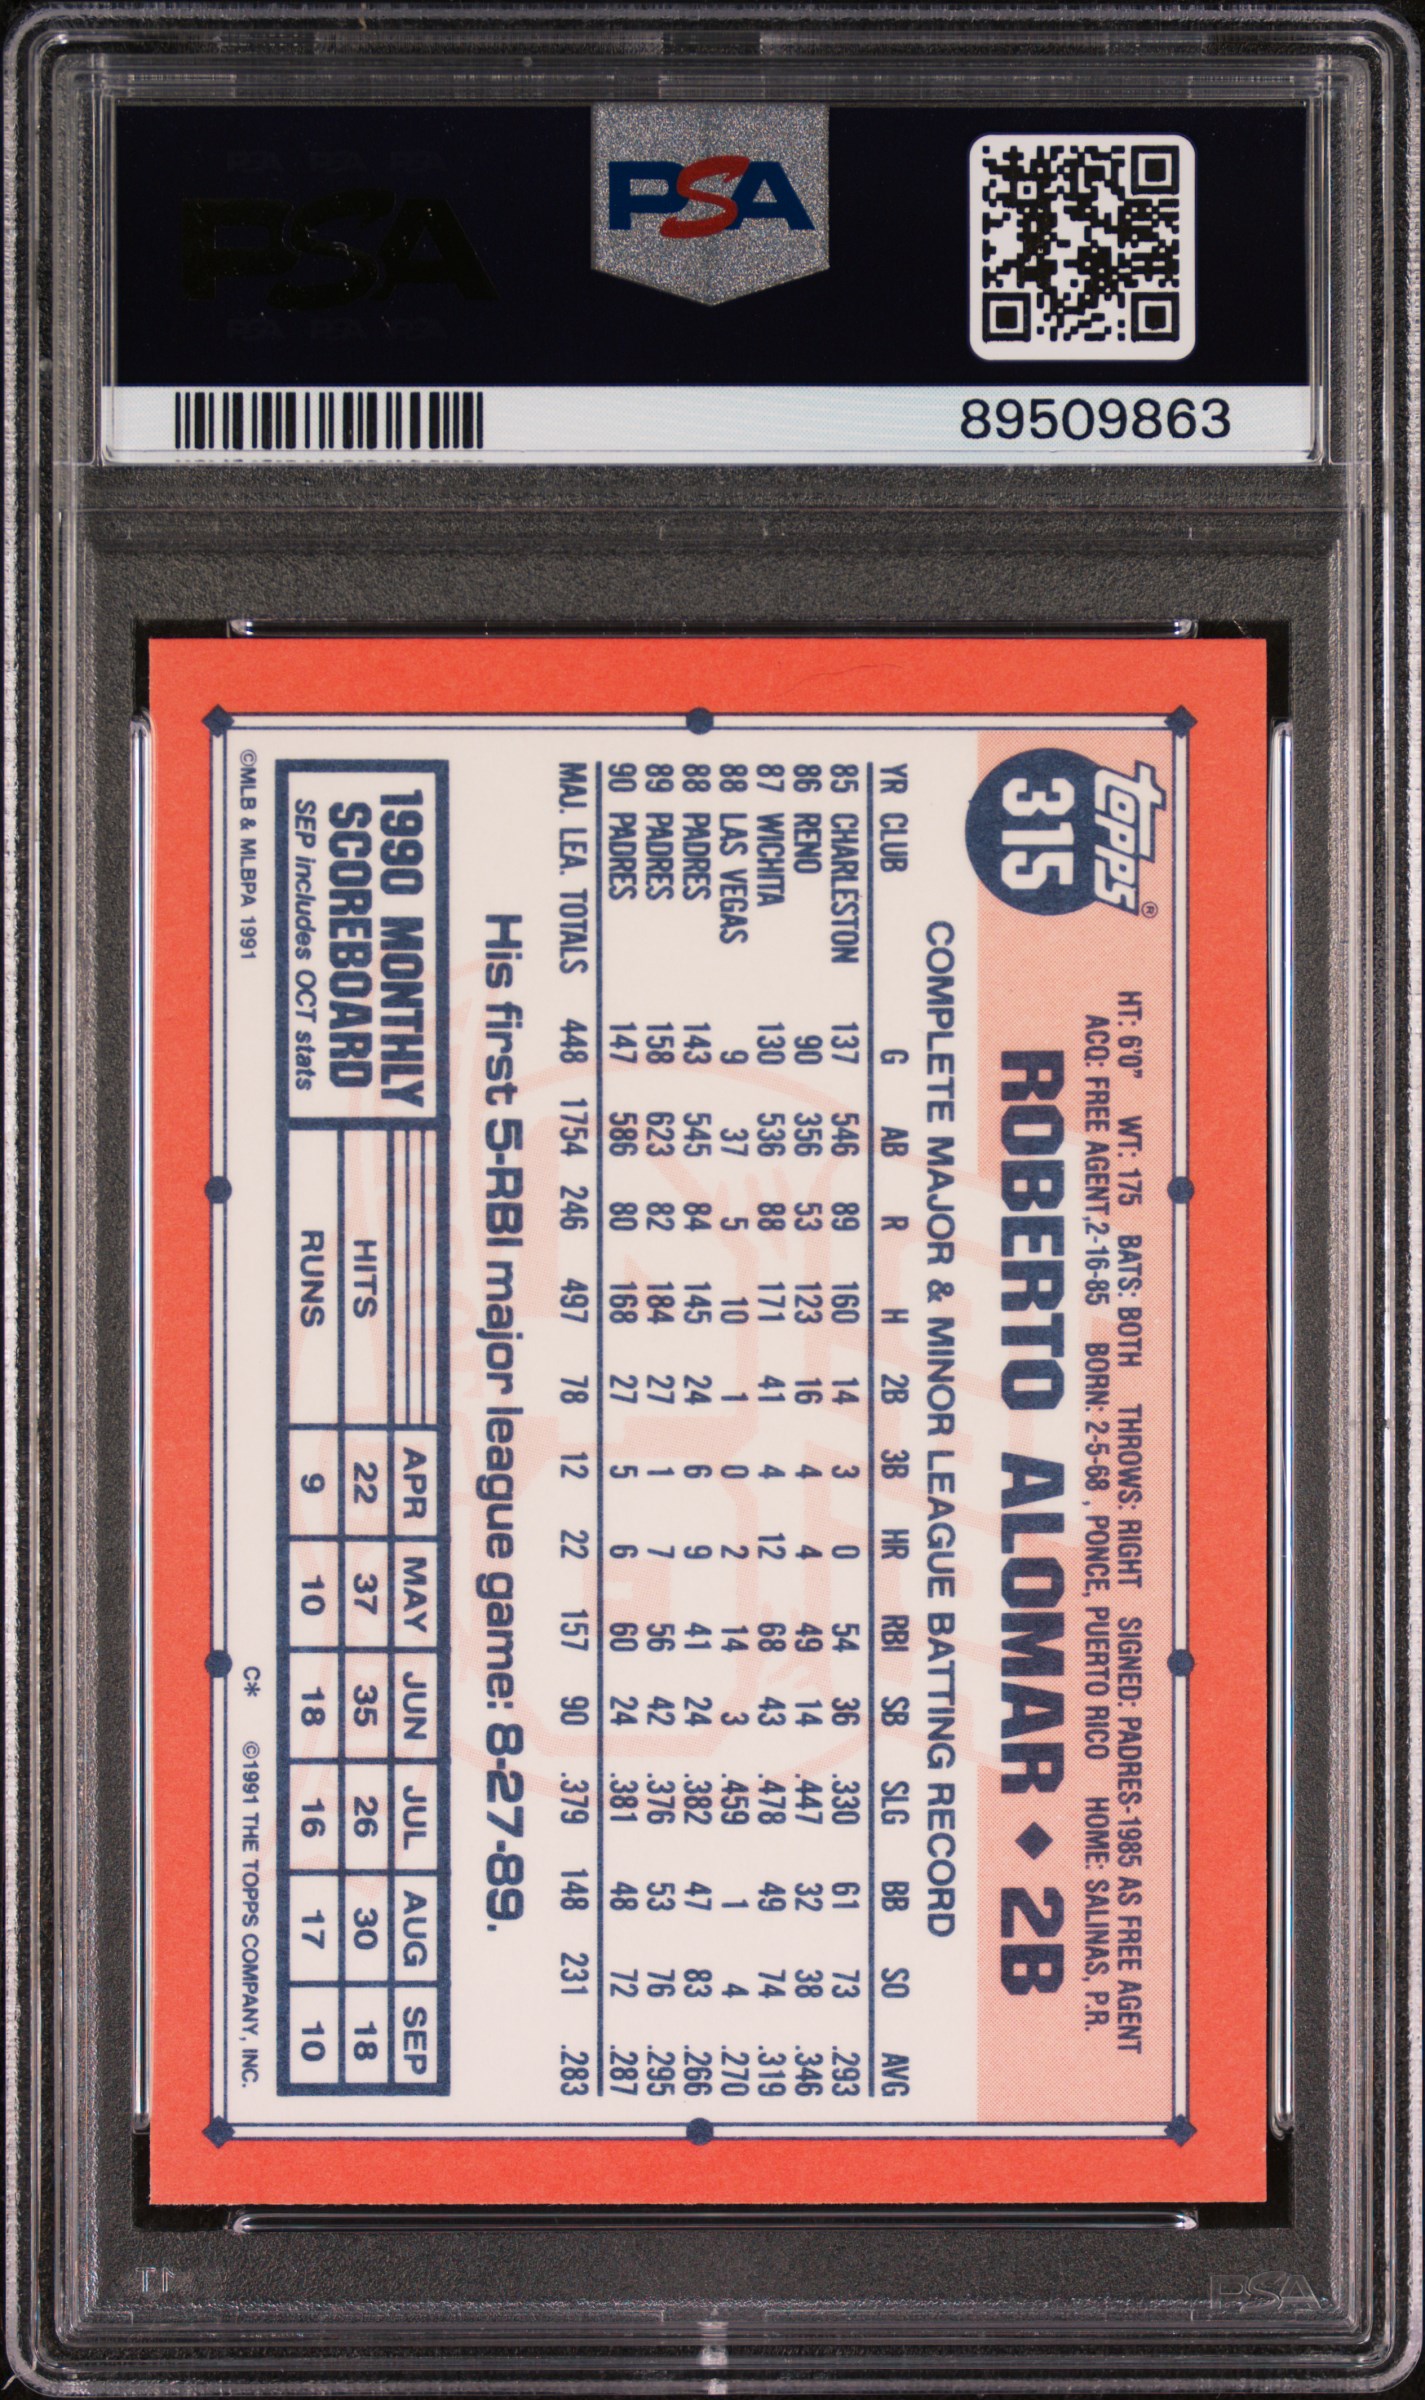 PSA
PSA
89509863
topps®
315
HT: 6'0" WT: 175 BATS: BOTH THROWS: RIGHT SIGNED: PADRES-1985 AS FREE AGENT
ACQ: FREE AGENT,2-16-85 BORN: 2-5-68 , PONCE, PUERTO RICO HOME: SALINAS, P.R.
ROBERTO ALOMAR ◆ 2B
COMPLETE MAJOR & MINOR LEAGUE BATTING RECORD
YR CLUB G AB R H 2B 3B HR RBI SB SLG BB SO AVG
85 CHARLESTON 137 546 89 160 14 3 0 54 36 .330 61 73 .293
86 RENO 90 356 53 123 16 4 4 49 14 .447 32 38 .346
87 WICHITA 130 536 88 171 41 4 12 68 43 .478 49 74 .319
88 LAS VEGAS 9 37 5 10 1 0 2 14 3 .459 1 4 .270
88 PADRES 143 545 84 145 24 6 9 41 24 .382 47 83 .266
89 PADRES 158 623 82 184 27 1 7 56 42 .376 53 76 .295
90 PADRES 147 586 80 168 27 5 6 60 24 .381 48 72 .287
MAJ. LEA. TOTALS 448 1754 246 497 78 12 22 157 90 .379 148 231 .283
His first 5-RBI major league game: 8-27-89.
1990 MONTHLY
SCOREBOARD
SEP includes OCT stats
APR MAY JUN JUL AUG SEP
HITS 22 37 35 26 30 18
RUNS 9 10 18 16 17 10
©MLB & MLBPA 1991 C* ©1991 THE TOPPS COMPANY, INC.
PSA